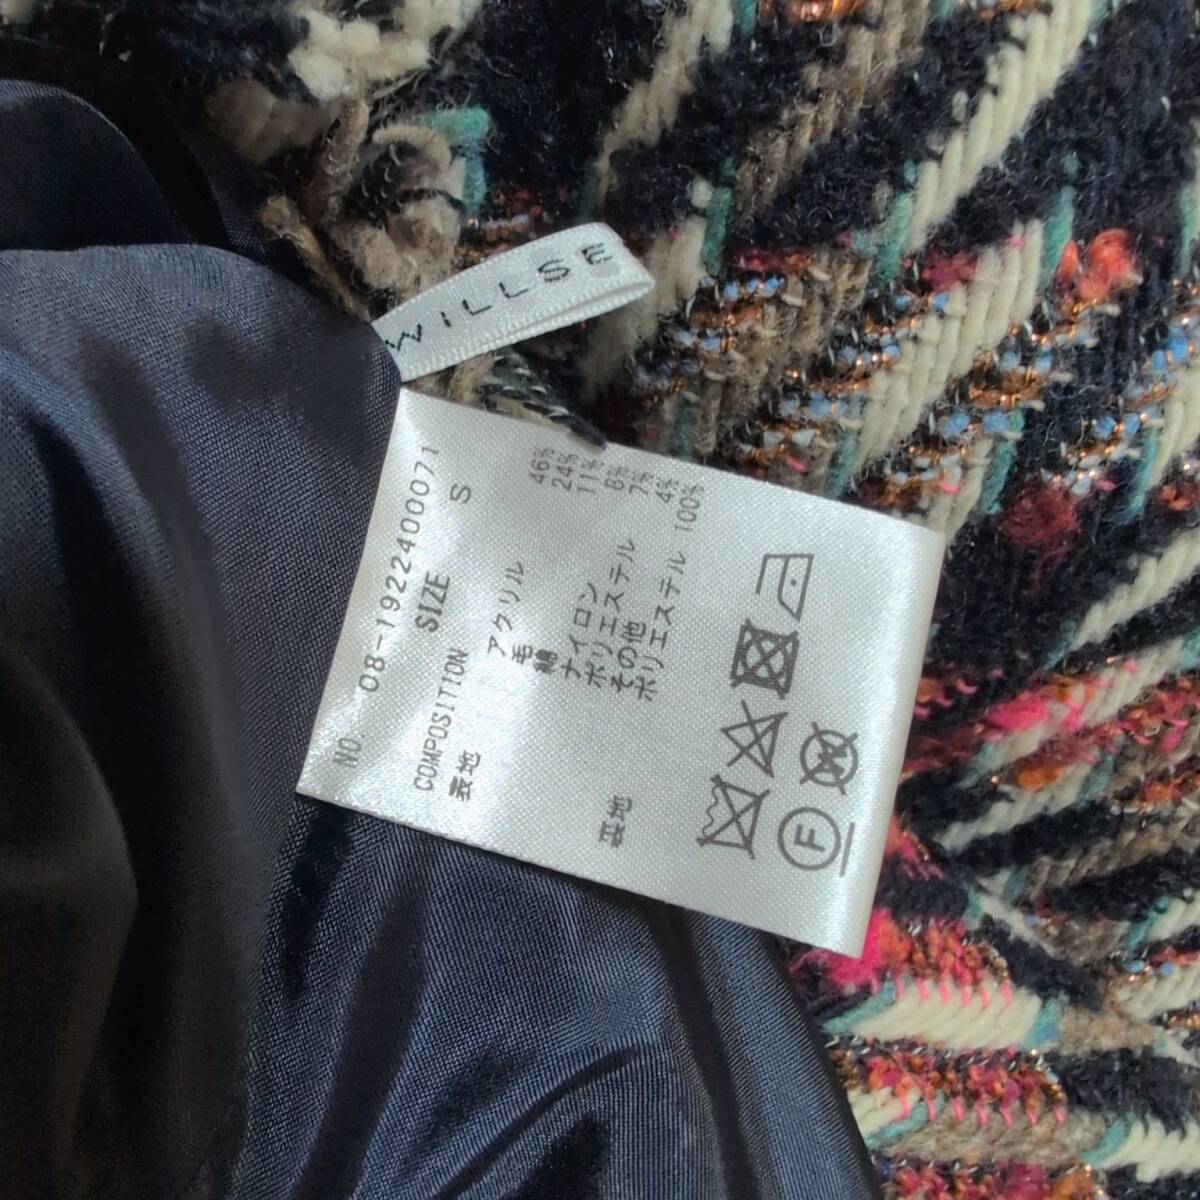 WILLSE
NO. 08-1922400071
SIZE S
COMPOSITION
表地
アクリル 46%
毛 24%
綿 11%
ナイロン 8%
ポリエステル 7%
その他 4%
裏地 ポリエステル 100%
F
W